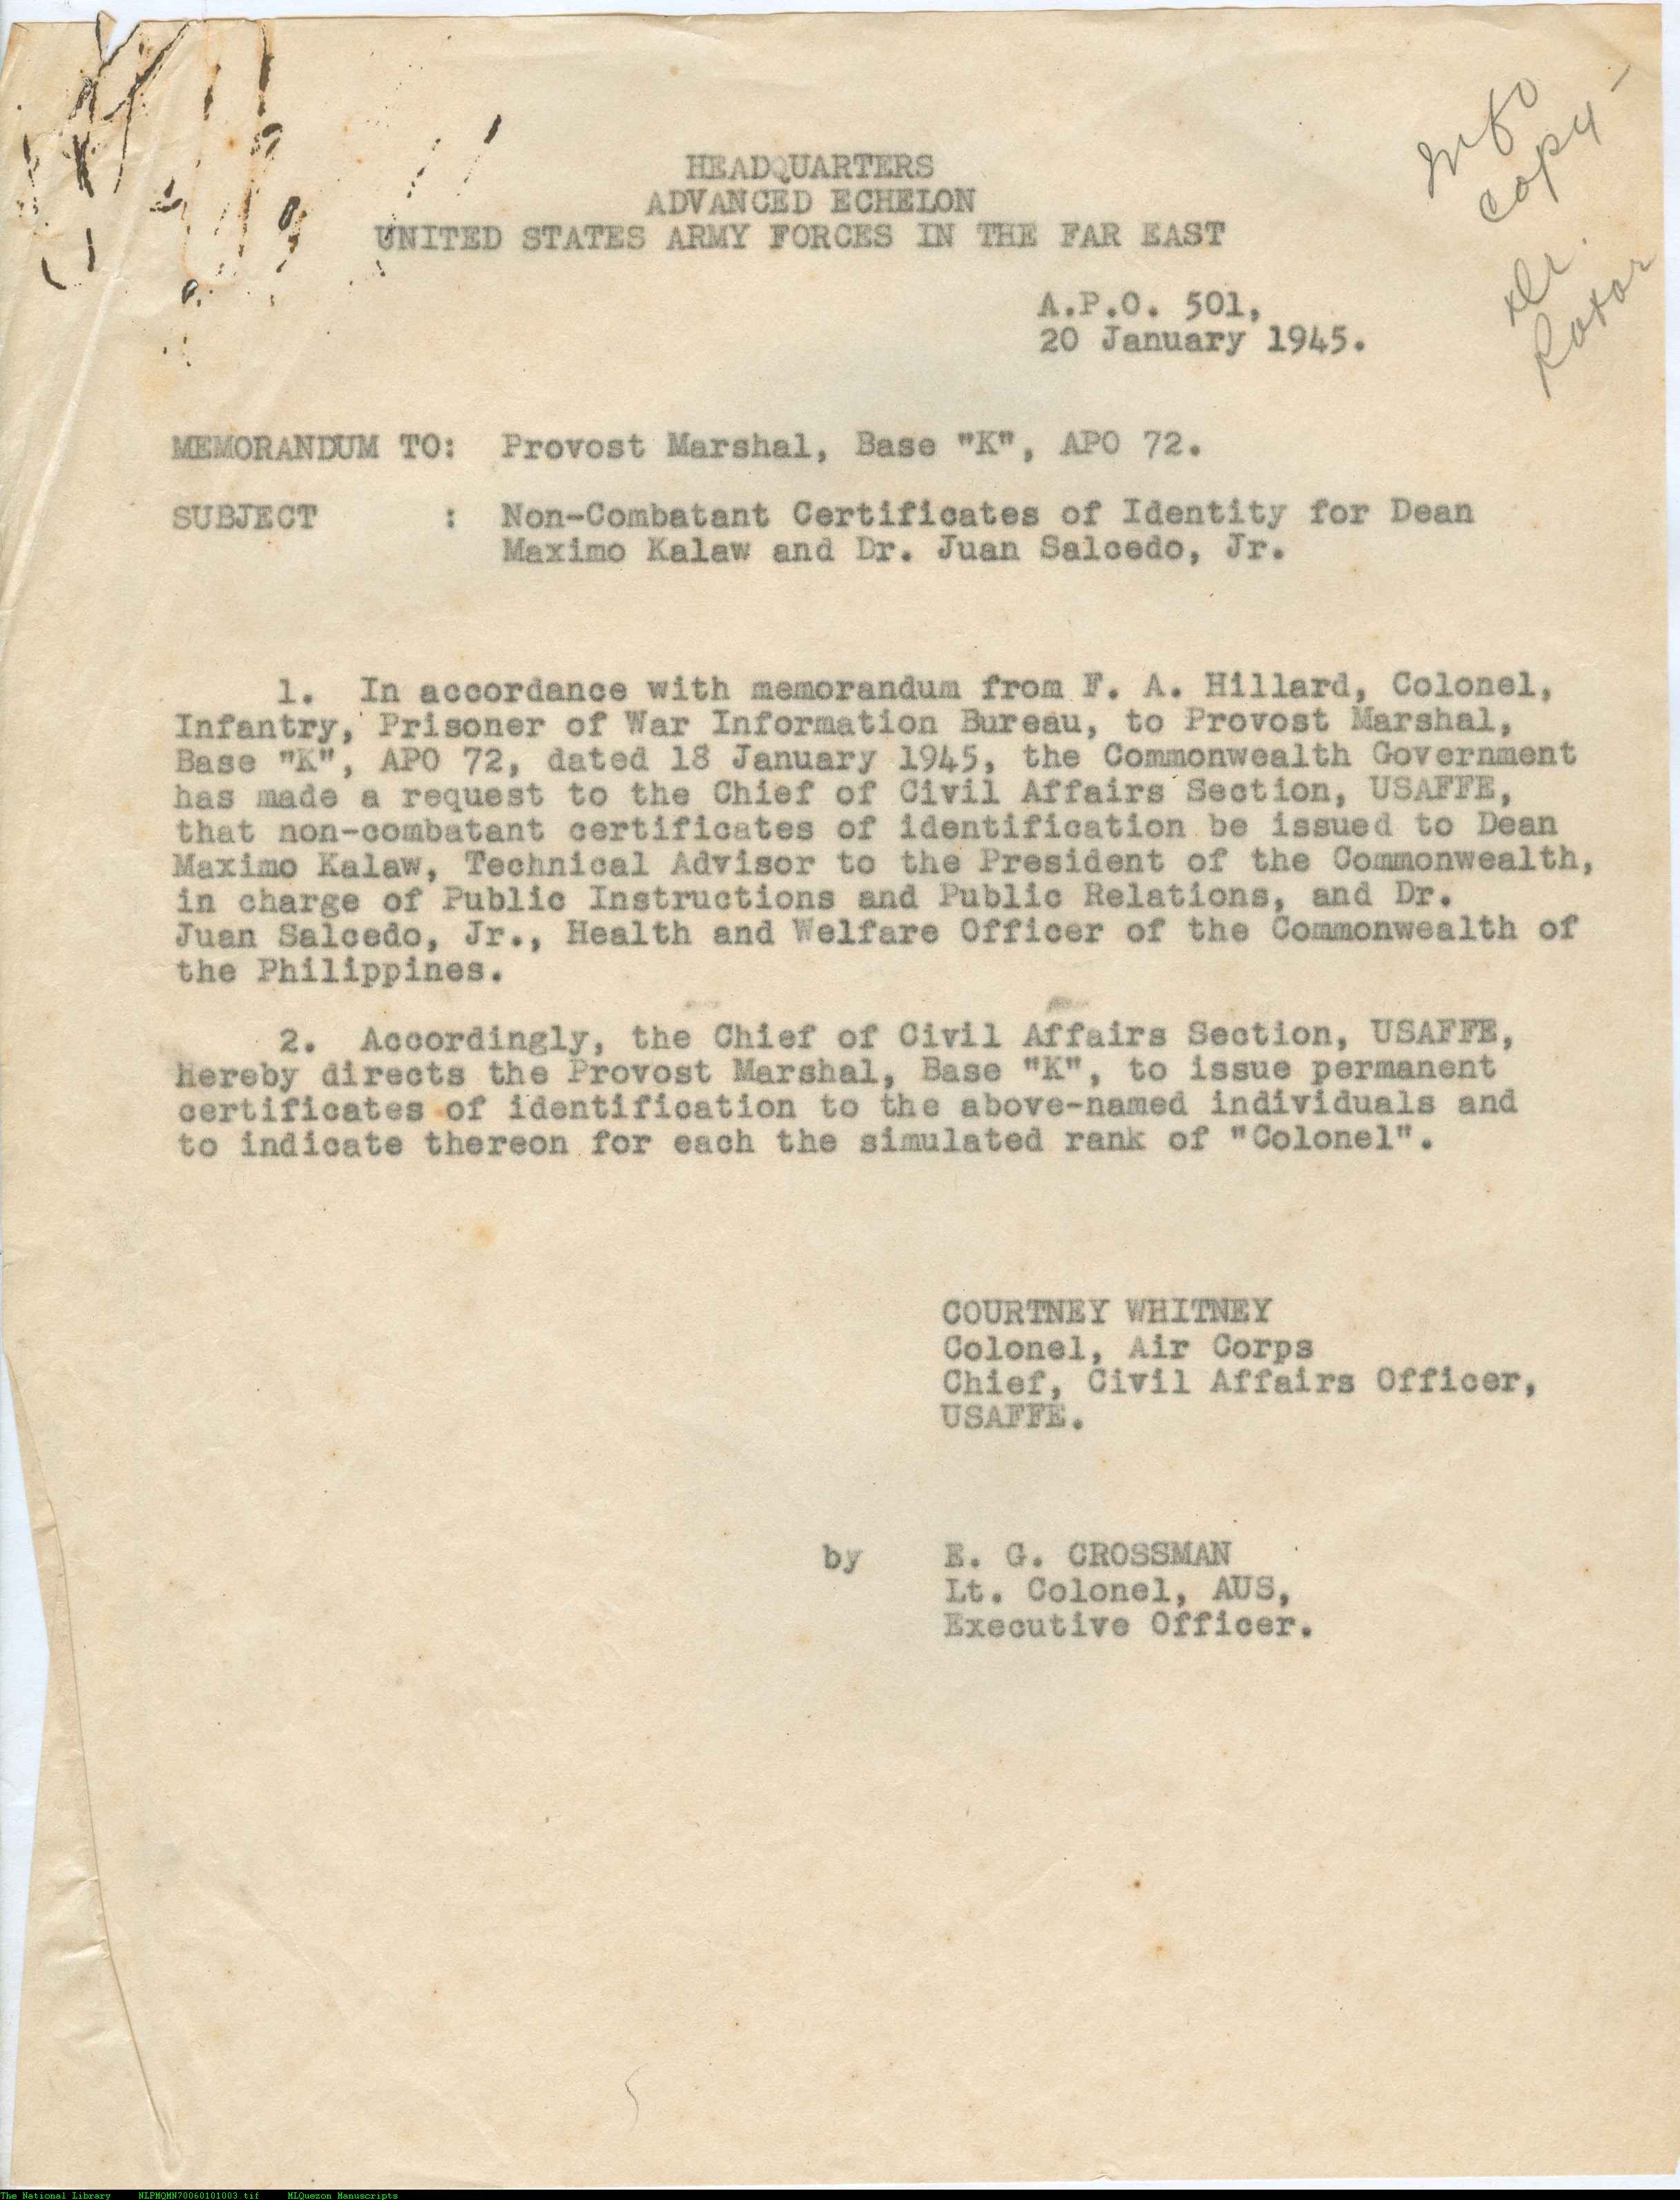 Info
copy -
HEADQUARTERS
ADVANCED ECHELON
UNITED STATES ARMY FORCES IN THE FAR EAST
A.P.O. 501,
20 January 1945.
MEMORANDUM TO: Provost Marshal, Base "K", APO 72.
SUBJECT : Non-Combatant Certificates of Identity for Dean
Maximo Kalaw and Dr. Juan Salcedo, Jr.
1. In accordance with memorandum from F. A. Hillard, Colonel,
Infantry, Prisoner of War Information Bureau, to Provost Marshal,
Base "K", APO 72, dated 18 January 1945, the Commonwealth Government
has made a request to the Chief of Civil Affairs Section, USAFFE,
that non-combatant certificates of identification be issued to Dean
Maximo Kalaw, Technical Advisor to the President of the Commonwealth,
in charge of Public Instructions and Public Relations, and Dr.
Juan Salcedo, Jr., Health and Welfare Officer of the Commonwealth of
the Philippines.
2. Accordingly, the Chief of Civil Affairs Section, USAFFE,
hereby directs the Provost Marshal, Base "K", to issue permanent
certificates of identification to the above-named individuals and
to indicate thereon for each the simulated rank of "Colonel".
COURTNEY WHITNEY
Colonel, Air Corps
Chief, Civil Affairs Officer,
USAFFE.
by E. G. CROSSMAN
Lt. Colonel, AUS,
Executive Officer.
The National Library NLPMQMN70060101003.tif MLQuezon Manuscripts